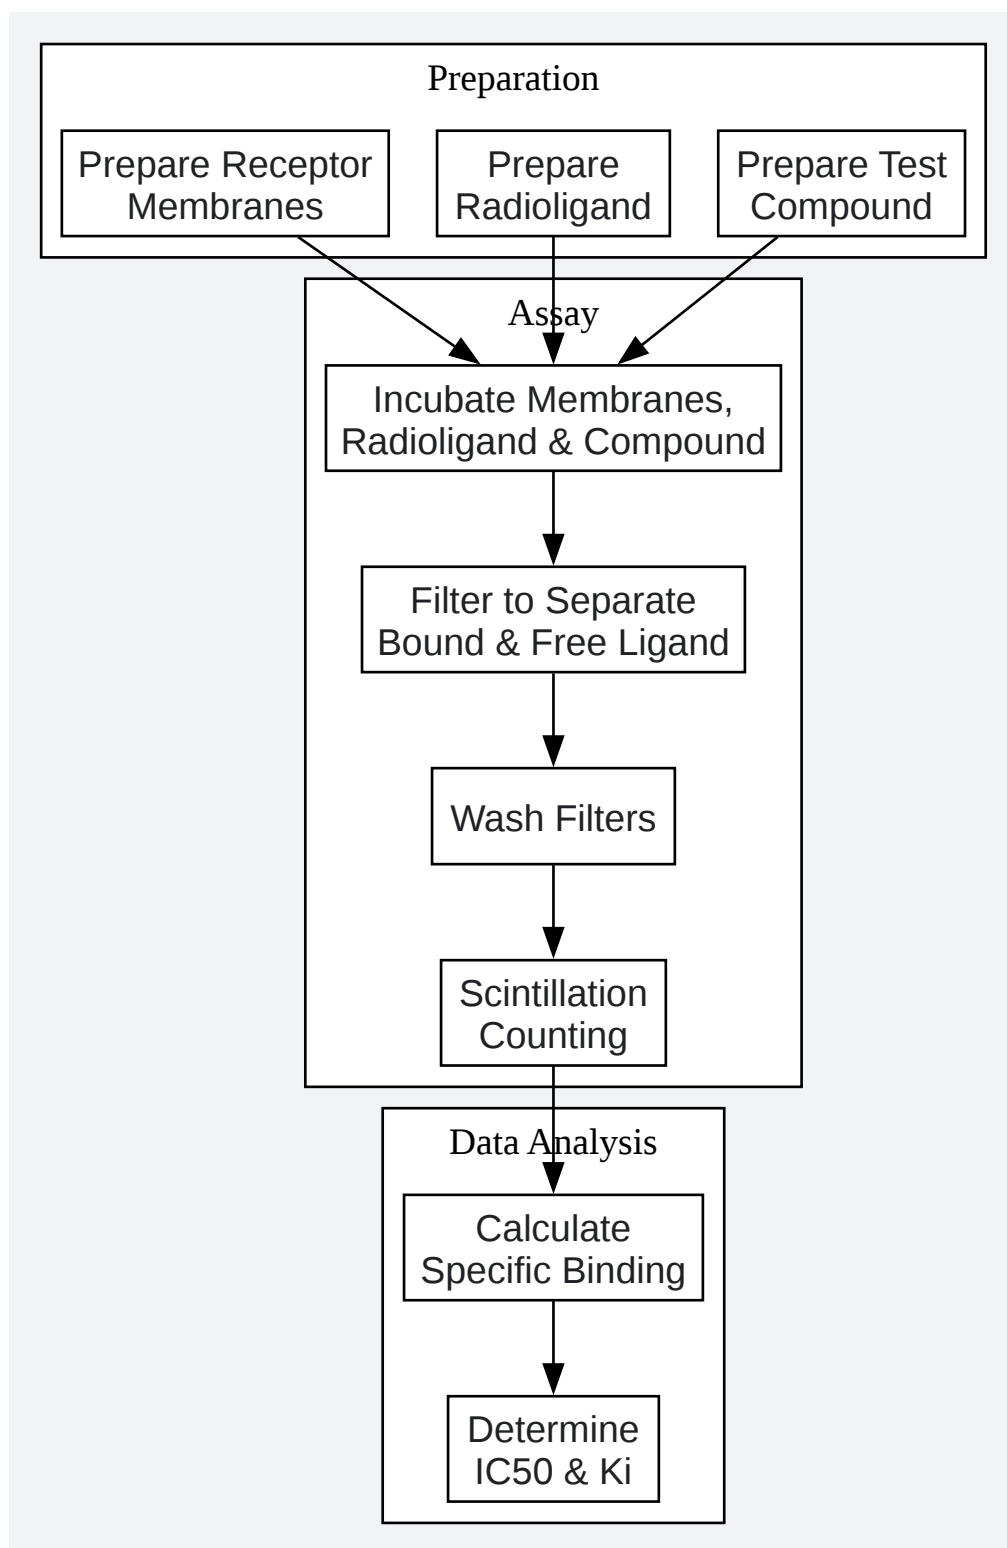 Preparation
Prepare Receptor
Membranes
Prepare
Radioligand
Prepare Test
Compound
Assay
Incubate Membranes,
Radioligand & Compound
Filter to Separate
Bound & Free Ligand
Wash Filters
Scintillation
Counting
Data Analysis
Calculate
Specific Binding
Determine
IC50 & Ki